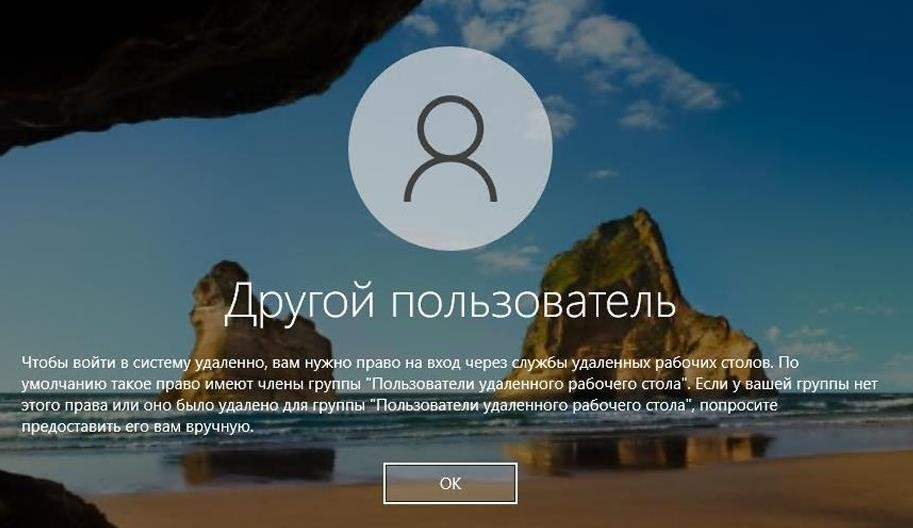 Другой пользователь
Чтобы войти в систему удаленно, вам нужно право на вход через службы удаленных рабочих столов. По
умолчанию такое право имеют члены группы "Пользователи удаленного рабочего стола". Если у вашей группы нет
этого права или оно было удалено для группы "Пользователи удаленного рабочего стола", попросите
предоставить его вам вручную.
OK